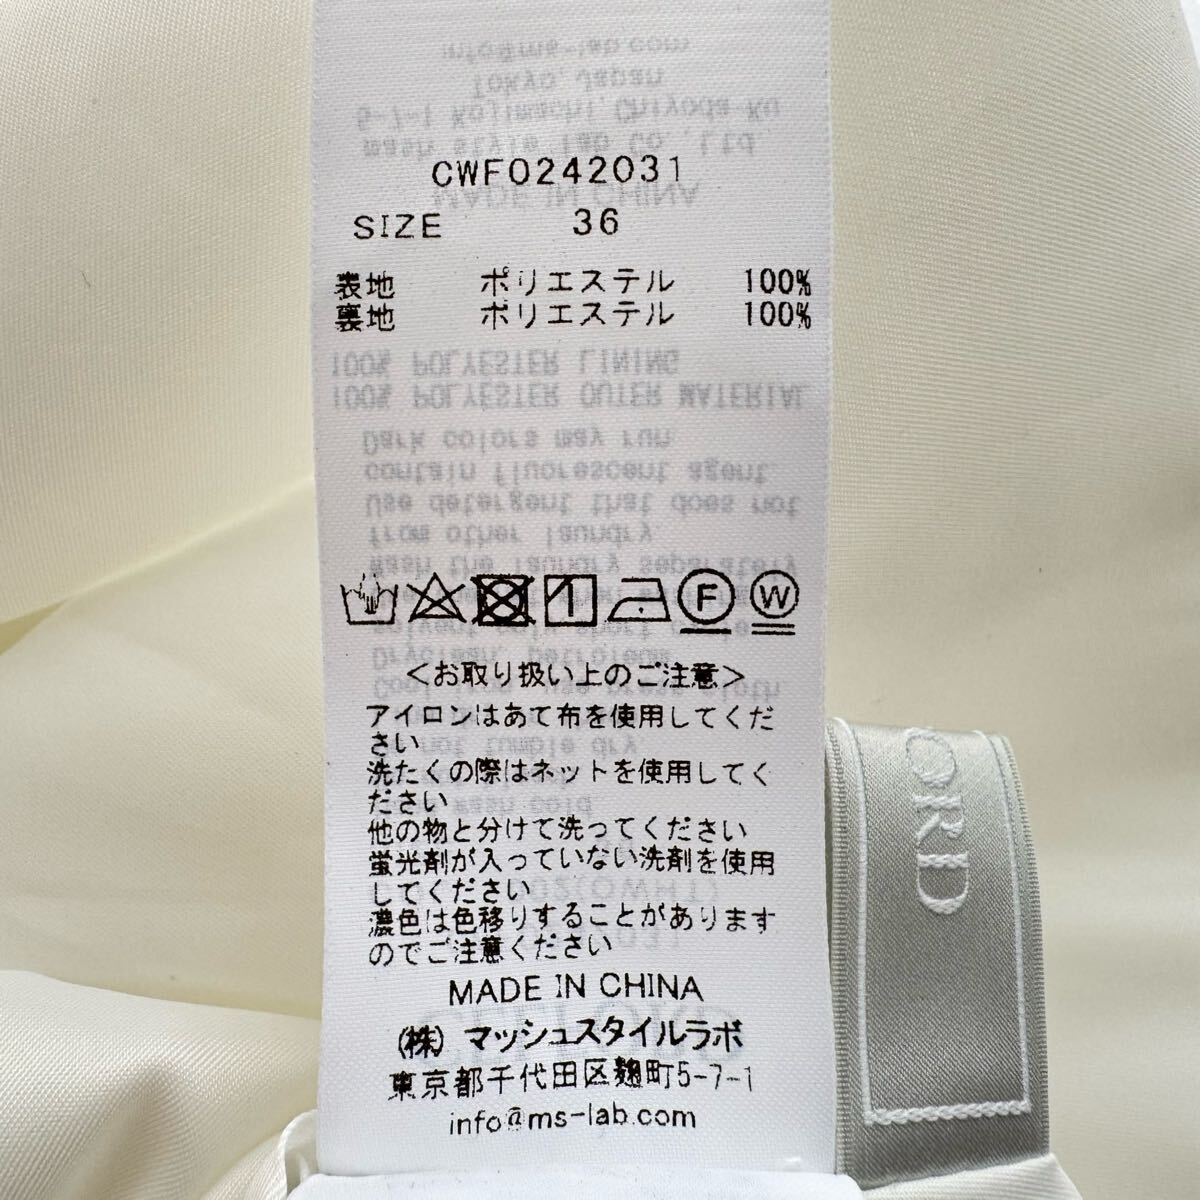 CWF0242031
SIZE 36
表地 ポリエステル 100%
裏地 ポリエステル 100%
F W
<お取り扱い上のご注意>
アイロンはあて布を使用してくだ
さい
洗たくの際はネットを使用してく
ださい
他の物と分けて洗ってください
蛍光剤が入っていない洗剤を使用
してください
濃色は色移りすることがあります
のでご注意ください
MADE IN CHINA
(株)マッシュスタイルラボ
東京都千代田区麹町5-7-1
info@ms-lab.com
ORD